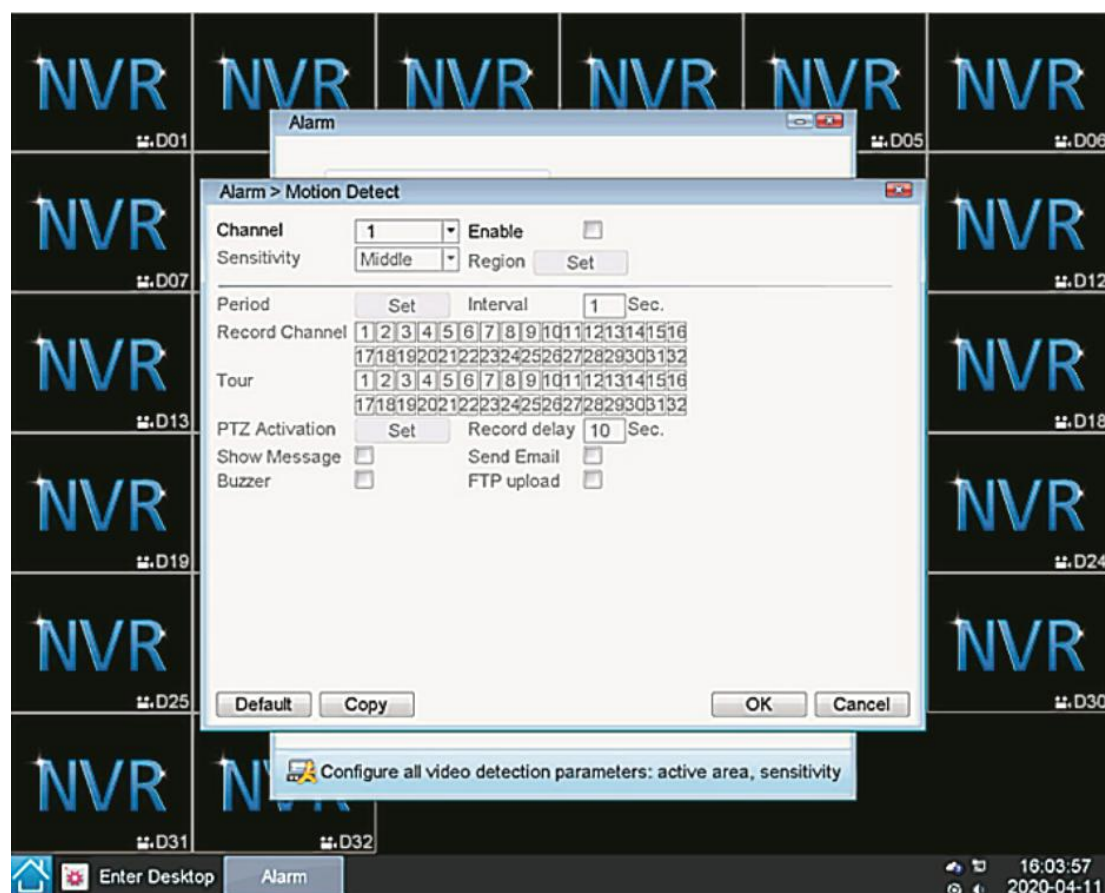 NVR NVR NVR NVR NVR NVR
D01 D05 D06
Alarm
Alarm > Motion Detect
Channel 1 Enable
Sensitivity Middle Region Set
NVR NVR
D07 D12
Period Set Interval 1 Sec.
Record Channel 1 2 3 4 5 6 7 8 9 10 11 12 13 14 15 16
17 18 19 20 21 22 23 24 25 26 27 28 29 30 31 32
Tour 1 2 3 4 5 6 7 8 9 10 11 12 13 14 15 16
17 18 19 20 21 22 23 24 25 26 27 28 29 30 31 32
NVR NVR
D13 D18
PTZ Activation Set Record delay 10 Sec.
Show Message Send Email
Buzzer FTP upload
NVR NVR
D19 D24
NVR NVR
D25 D30
Default Copy OK Cancel
Configure all video detection parameters: active area, sensitivity
NVR
D31 D32
Enter Desktop Alarm
16:03:57
2020-04-11